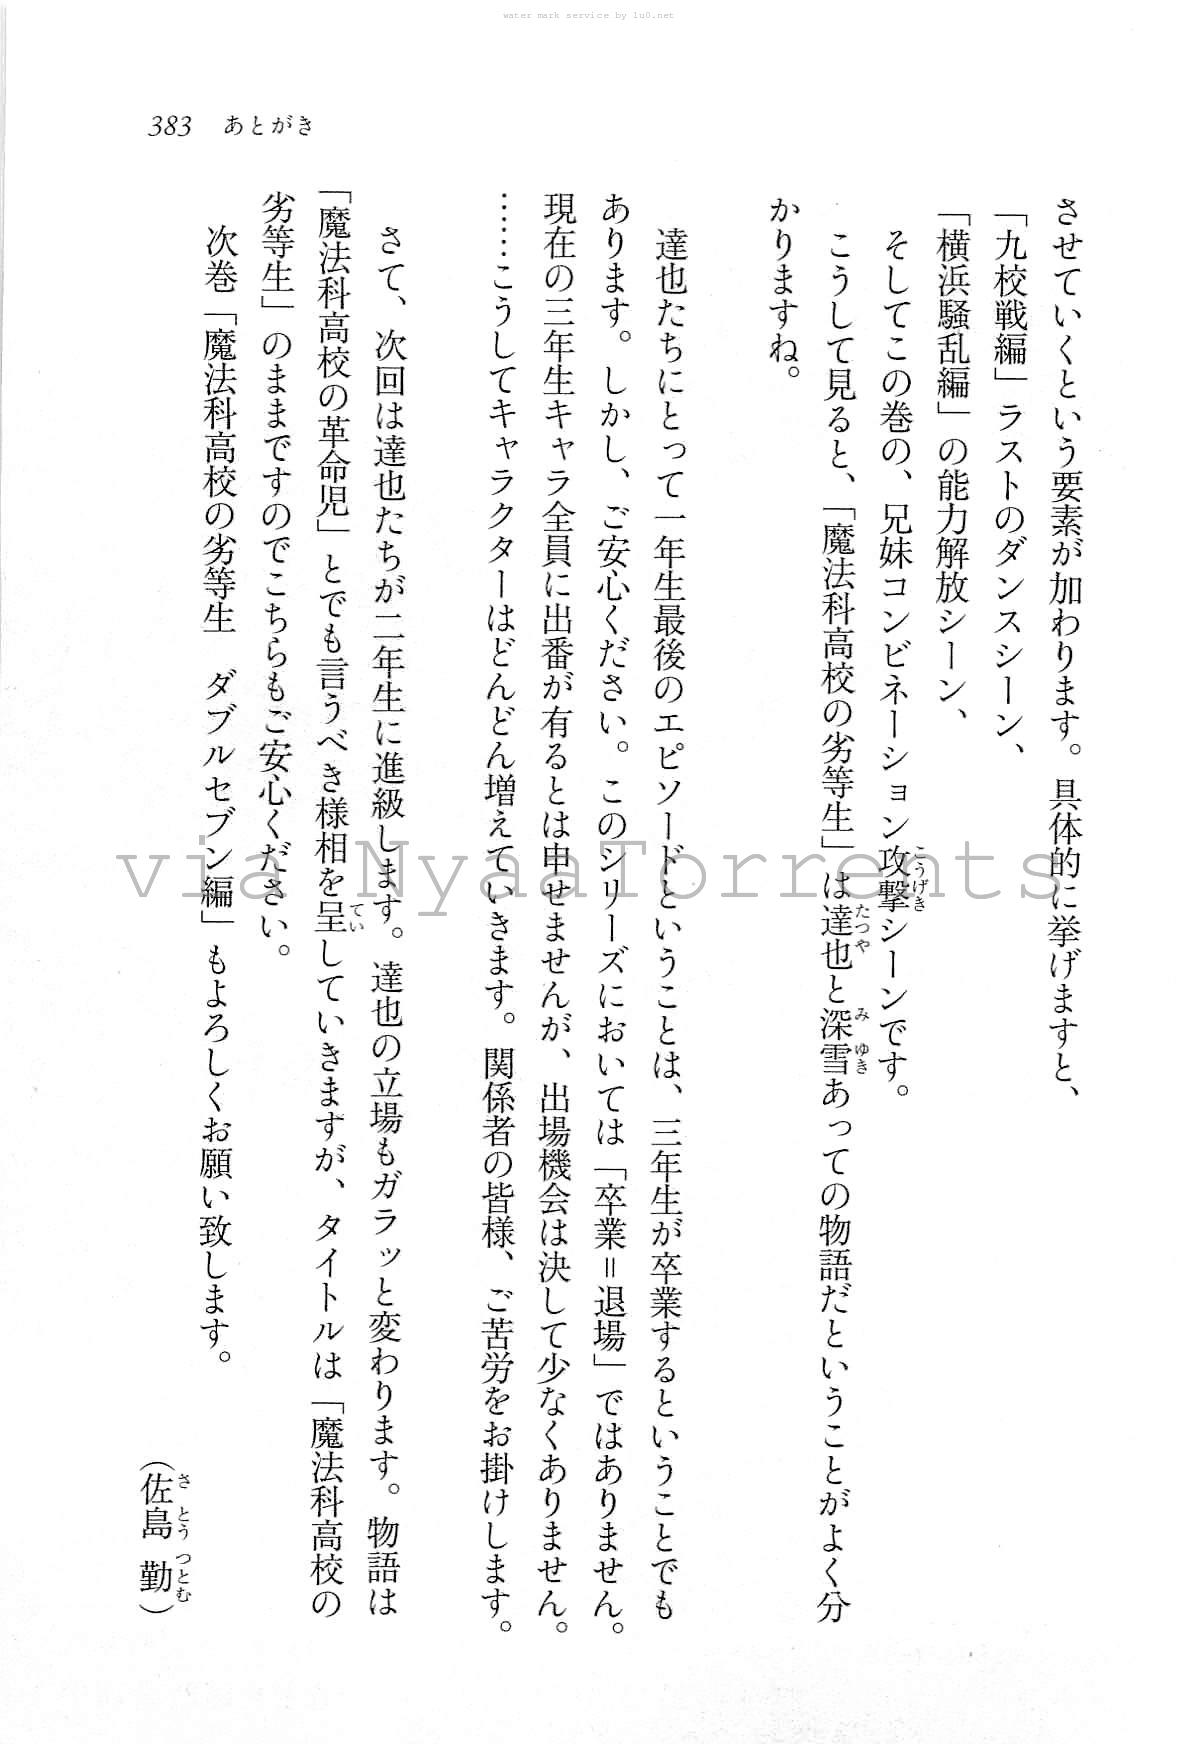 water mark service by lu0.net
383 あとがき
させていくという要素が加わります。具体的に挙げますと、
「九校戦編」ラストのダンスシーン、
「横浜騒乱編」の能力解放シーン、
そしてこの巻の、兄妹コンビネーション攻撃シーンです。
こうげき
こうして見ると、「魔法科高校の劣等生」は達也と深雪あっての物語だということがよく分
たつや みゆき
かりますね。
達也たちにとって一年生最後のエピソードということは、三年生が卒業するということでも
あります。しかし、ご安心ください。このシリーズにおいては「卒業＝退場」ではありません。
現在の三年生キャラ全員に出番が有るとは申せませんが、出場機会は決して少なくありません。
……こうしてキャラクターはどんどん増えていきます。関係者の皆様、ご苦労をお掛けします。
さて、次回は達也たちが二年生に進級します。達也の立場もガラッと変わります。物語は
「魔法科高校の革命児」とでも言うべき様相を呈していきますが、タイトルは「魔法科高校の
てい
劣等生」のままですのでこちらもご安心ください。
次巻「魔法科高校の劣等生　ダブルセブン編」もよろしくお願い致します。
（佐島　勤）
さとう つとむ
via NyaaTorrents